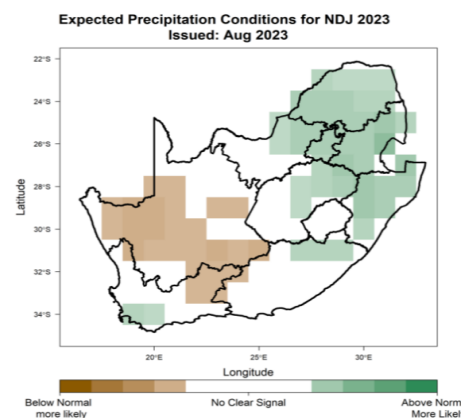 Expected Precipitation Conditions for NDJ 2023
Issued: Aug 2023
22°S
24°S
26°S
28°S
30°S
32°S
34°S
Latitude
20°E
25°E
30°E
Longitude
Below Normal
more likely
No Clear Signal
Above Norm
More Likel